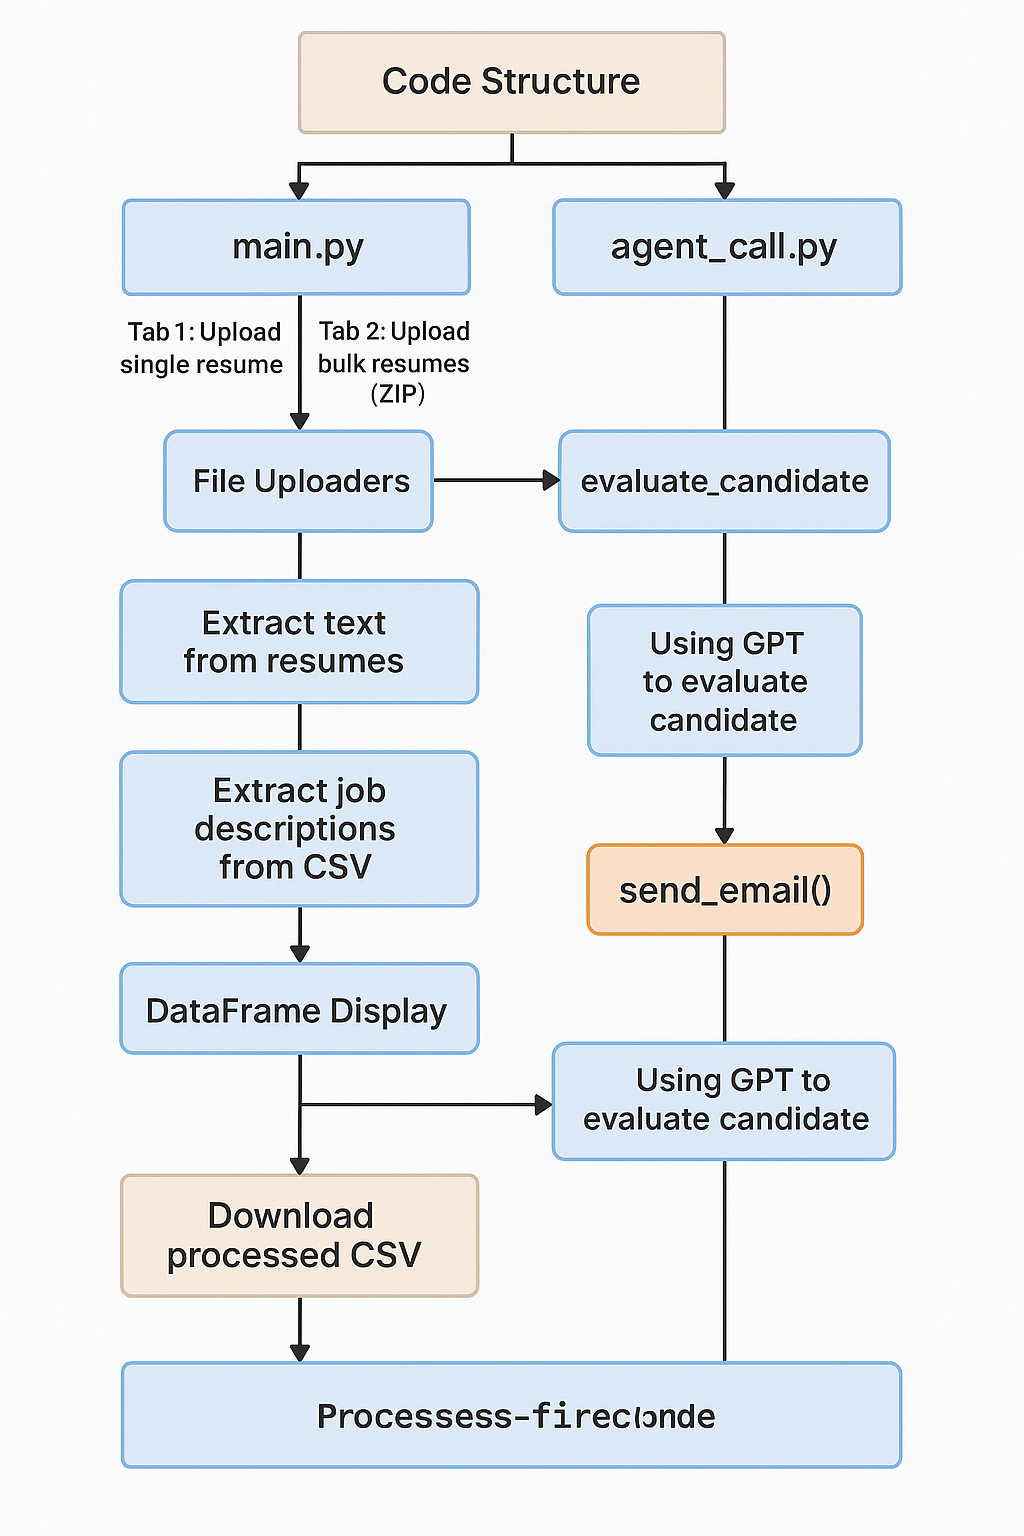 Code Structure
main.py
agent_call.py
Tab 1: Upload
single resume
Tab 2: Upload
bulk resumes
(ZIP)
File Uploaders
evaluate_candidate
Extract text
from resumes
Using GPT
to evaluate
candidate
Extract job
descriptions
from CSV
send_email()
DataFrame Display
Using GPT to
evaluate candidate
Download
processed CSV